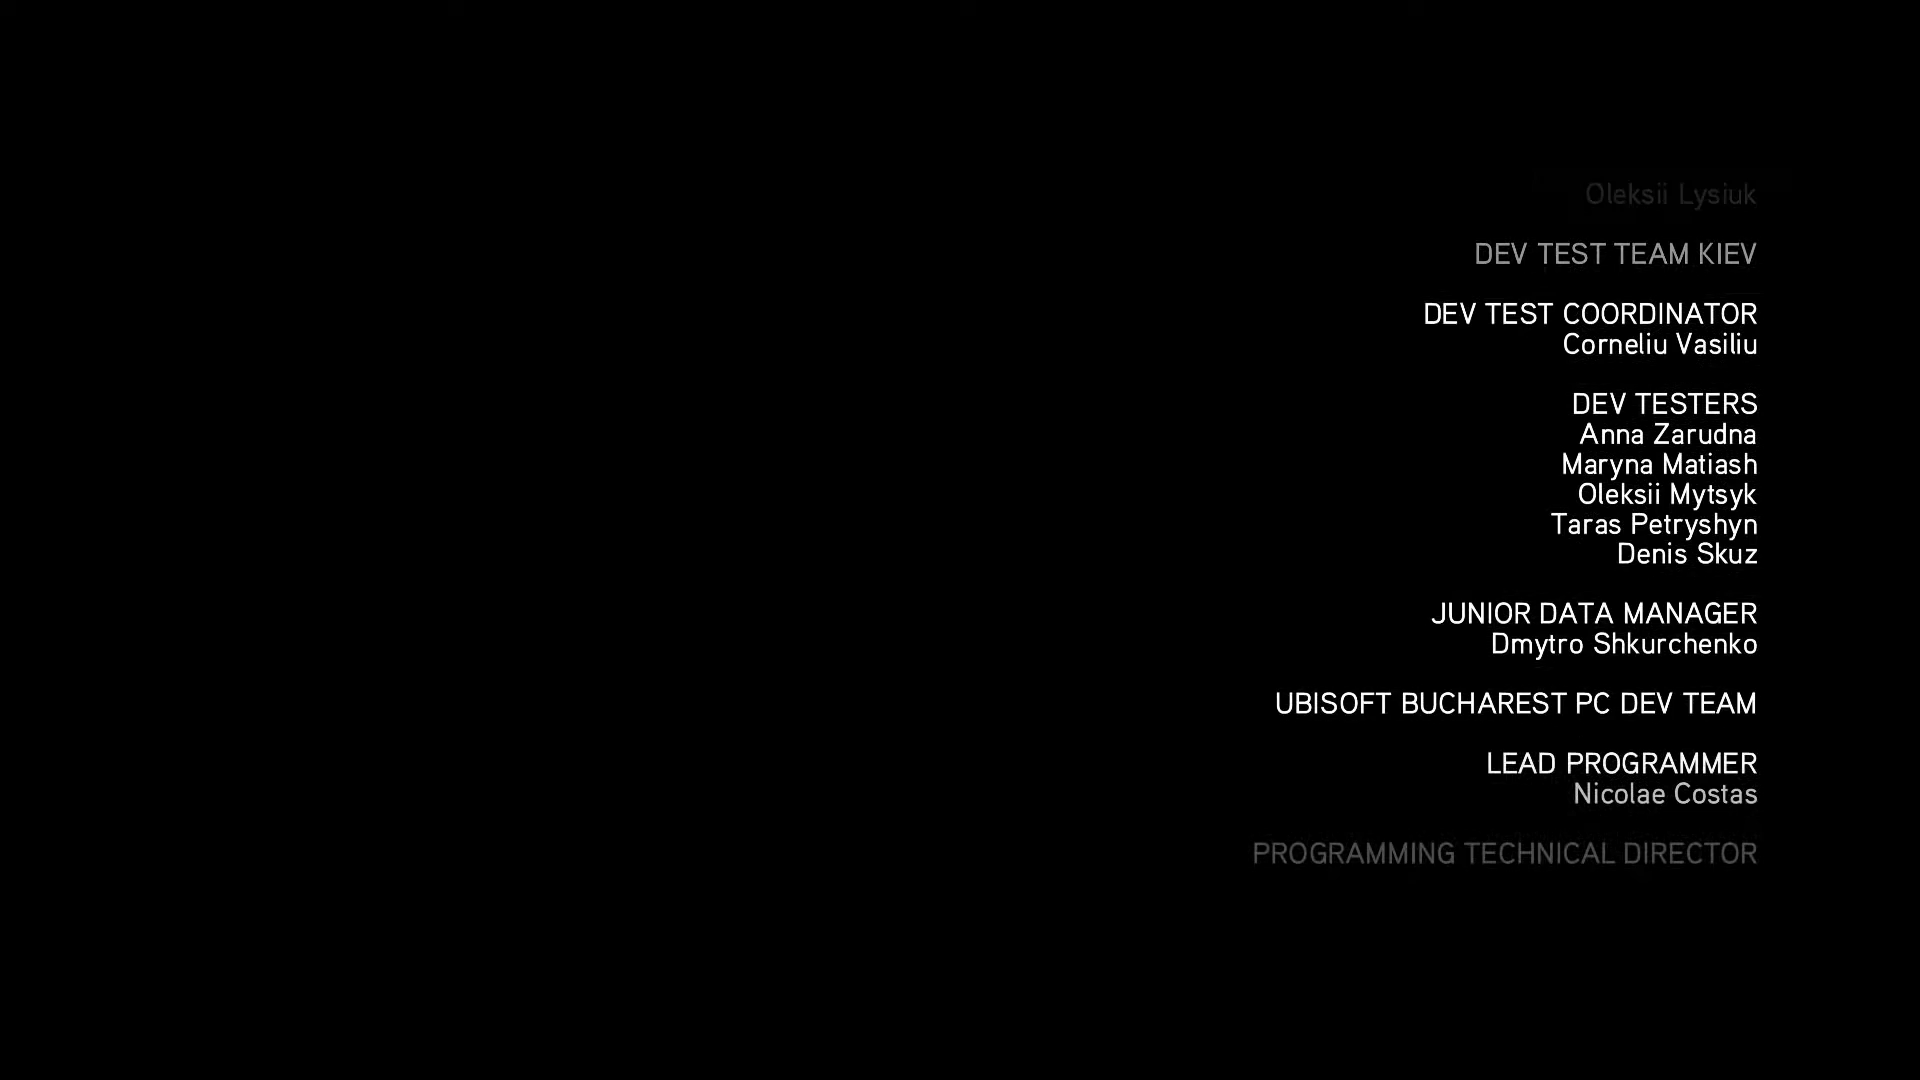 Oleksii Lysiuk
DEV TEST TEAM KIEV
DEV TEST COORDINATOR
Corneliu Vasiliu
DEV TESTERS
Anna Zarudna
Maryna Matiash
Oleksii Mytsyk
Taras Petryshyn
Denis Skuz
JUNIOR DATA MANAGER
Dmytro Shkurchenko
UBISOFT BUCHAREST PC DEV TEAM
LEAD PROGRAMMER
Nicolae Costas
PROGRAMMING TECHNICAL DIRECTOR